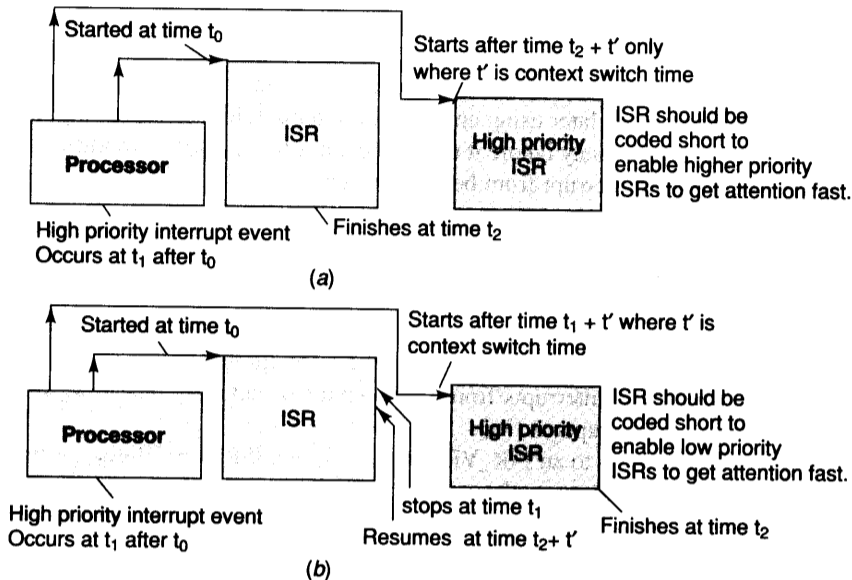 Started at time t₀
Starts after time t₂ + t′ only
where t′ is context switch time
Processor
ISR
High priority
ISR
ISR should be
coded short to
enable higher priority
ISRs to get attention fast.
High priority interrupt event
Occurs at t₁ after t₀
Finishes at time t₂
(a)
Started at time t₀
Starts after time t₁ + t′ where t′ is
context switch time
Processor
ISR
High priority
ISR
ISR should be
coded short to
enable low priority
ISRs to get attention fast.
High priority interrupt event
Occurs at t₁ after t₀
stops at time t₁
Resumes at time t₂+ t′
Finishes at time t₂
(b)